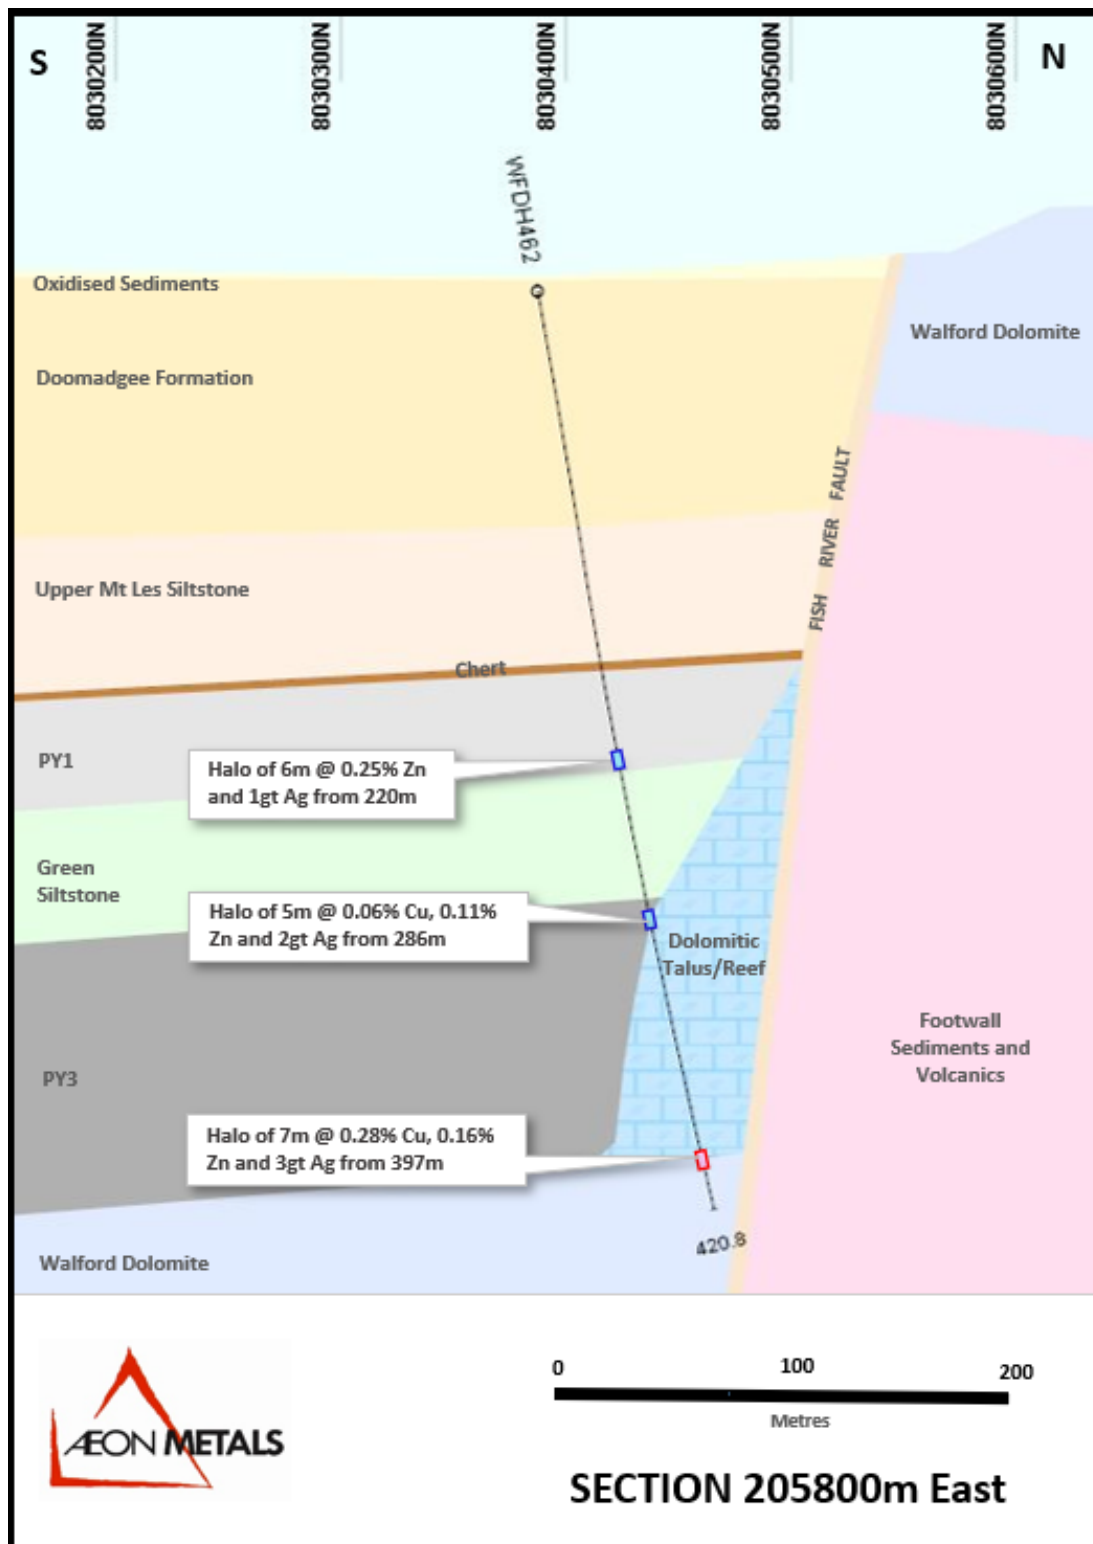 S
8030200N
8030300N
8030400N
8030500N
8030600N
N
WFDH462
Oxidised Sediments
Walford Dolomite
Doomadgee Formation
FISH RIVER FAULT
Upper Mt Les Siltstone
Chert
PY1
Halo of 6m @ 0.25% Zn
and 1gt Ag from 220m
Green
Siltstone
Halo of 5m @ 0.06% Cu, 0.11%
Zn and 2gt Ag from 286m
Dolomitic
Talus/Reef
Footwall
Sediments and
Volcanics
PY3
Halo of 7m @ 0.28% Cu, 0.16%
Zn and 3gt Ag from 397m
420.8
Walford Dolomite
ÆON METALS
0 100 200
Metres
SECTION 205800m East